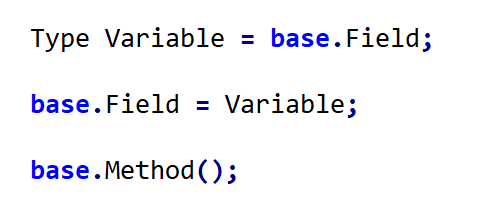 Type Variable = base.Field;
base.Field = Variable;
base.Method();